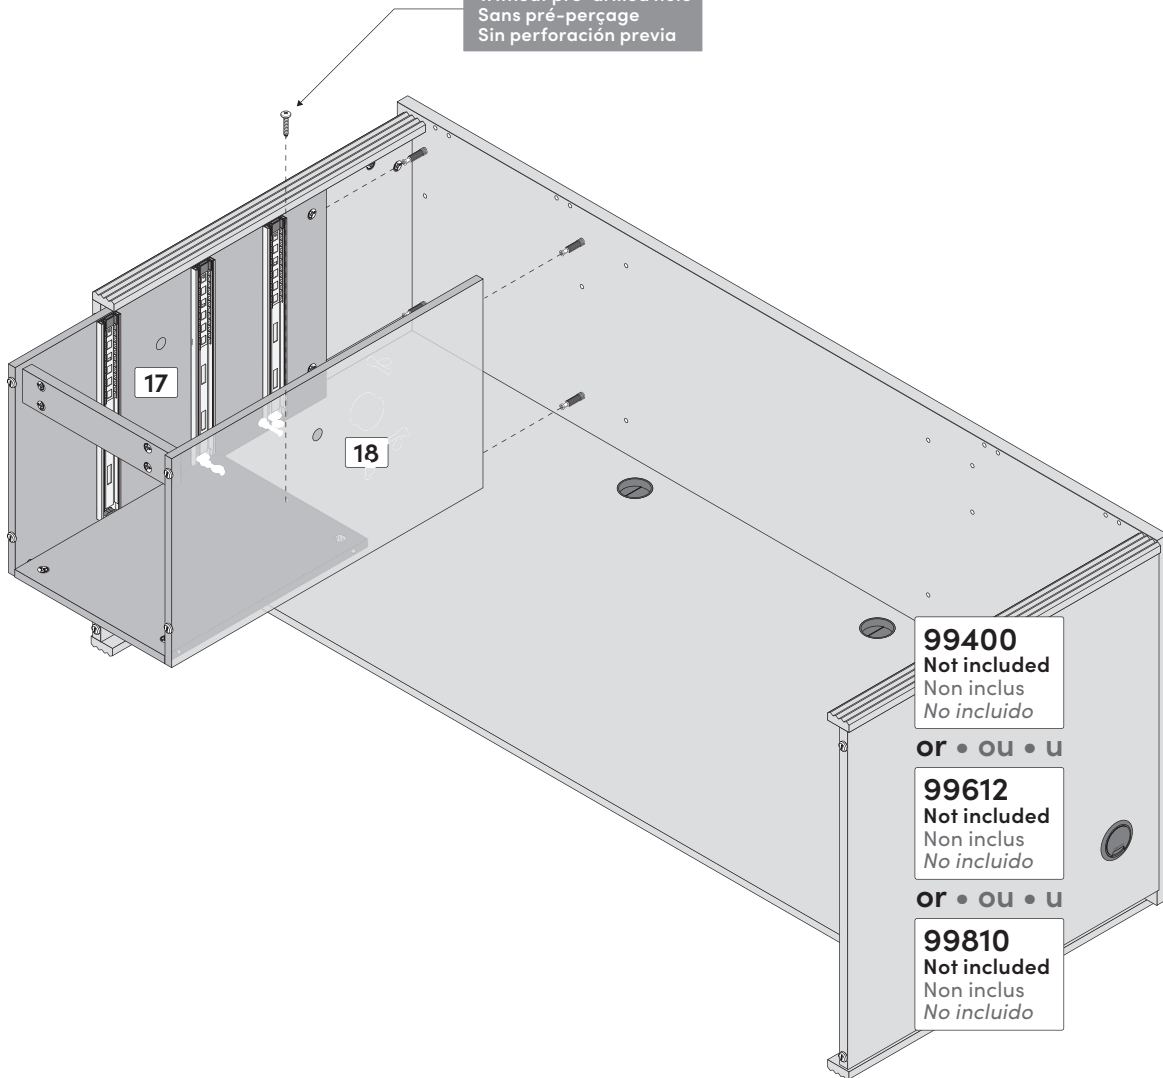 Sans pré-perçage
Sin perforación previa
17
18
99400
Not included
Non inclus
No incluido
or • ou • u
99612
Not included
Non inclus
No incluido
or • ou • u
99810
Not included
Non inclus
No incluido